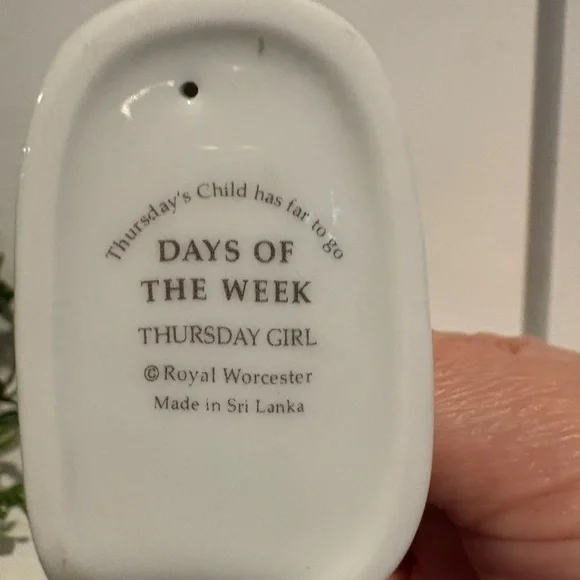 Thursday's Child has far to go
DAYS OF
THE WEEK
THURSDAY GIRL
© Royal Worcester
Made in Sri Lanka